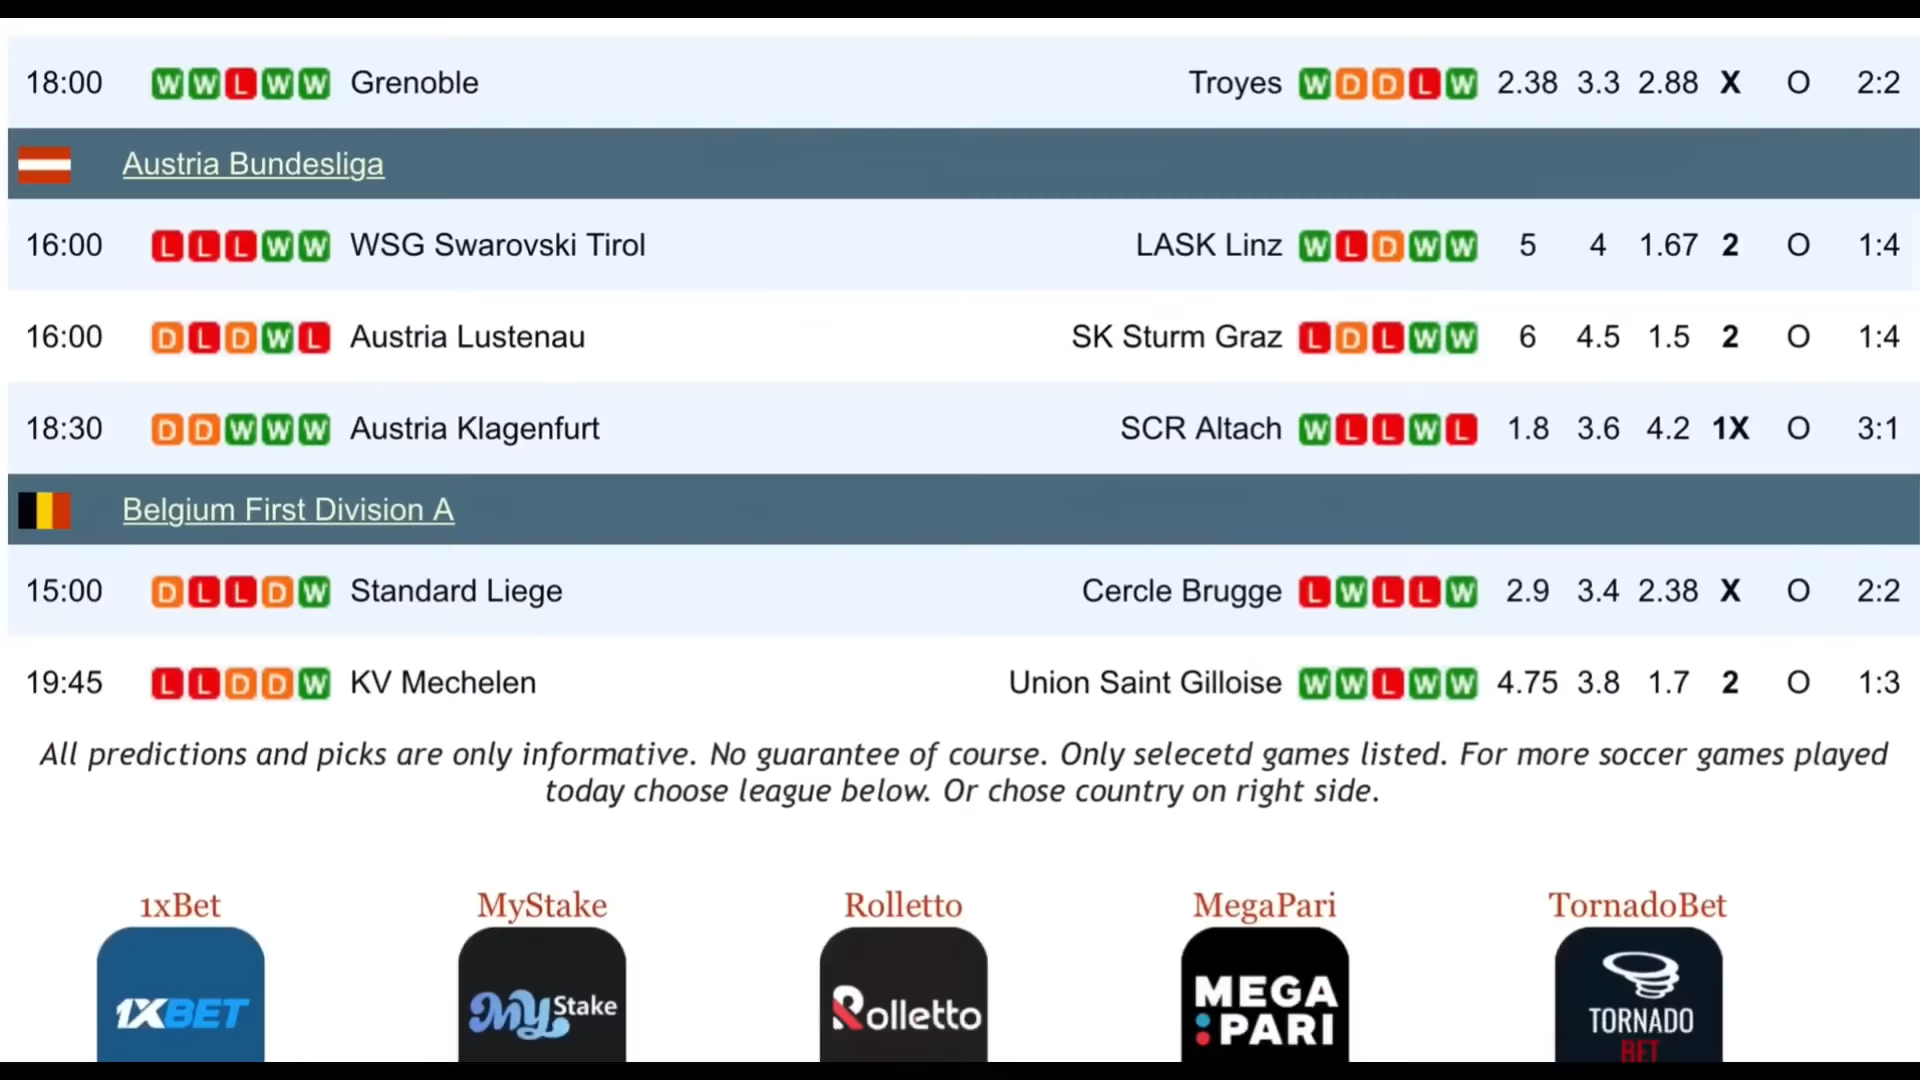 18:00 W W L W W Grenoble Troyes W D D L W 2.38 3.3 2.88 X O 2:2
Austria Bundesliga
16:00 L L L W W WSG Swarovski Tirol LASK Linz W L D W W 5 4 1.67 2 O 1:4
16:00 D L D W L Austria Lustenau SK Sturm Graz L D L W W 6 4.5 1.5 2 O 1:4
18:30 D D W W W Austria Klagenfurt SCR Altach W L L W L 1.8 3.6 4.2 1X O 3:1
Belgium First Division A
15:00 D L L D W Standard Liege Cercle Brugge L W L L W 2.9 3.4 2.38 X O 2:2
19:45 L L D D W KV Mechelen Union Saint Gilloise W W L W W 4.75 3.8 1.7 2 O 1:3
All predictions and picks are only informative. No guarantee of course. Only selecetd games listed. For more soccer games played
today choose league below. Or chose country on right side.
1xBet MyStake Rolletto MegaPari TornadoBet
1XBET
My Stake
Rolletto
MEGA
PARI
TORNADO
BET